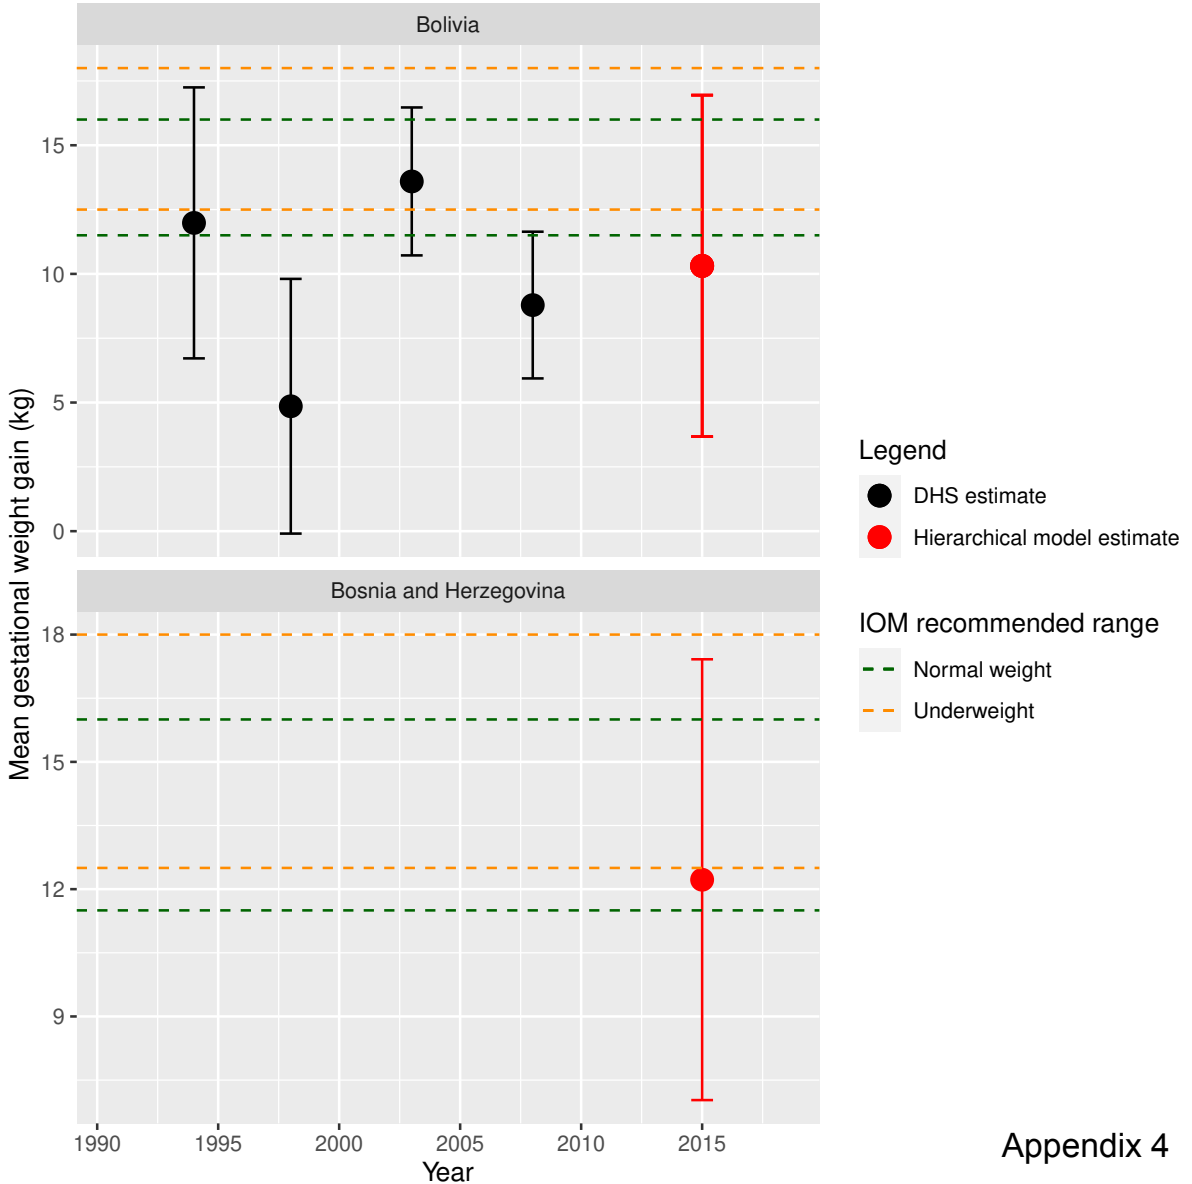 Bolivia
15
10
5
0
Mean gestational weight gain (kg)
Bosnia and Herzegovina
18
15
12
9
1990 1995 2000 2005 2010 2015
Year
Legend
DHS estimate
Hierarchical model estimate
IOM recommended range
Normal weight
Underweight
Appendix 4